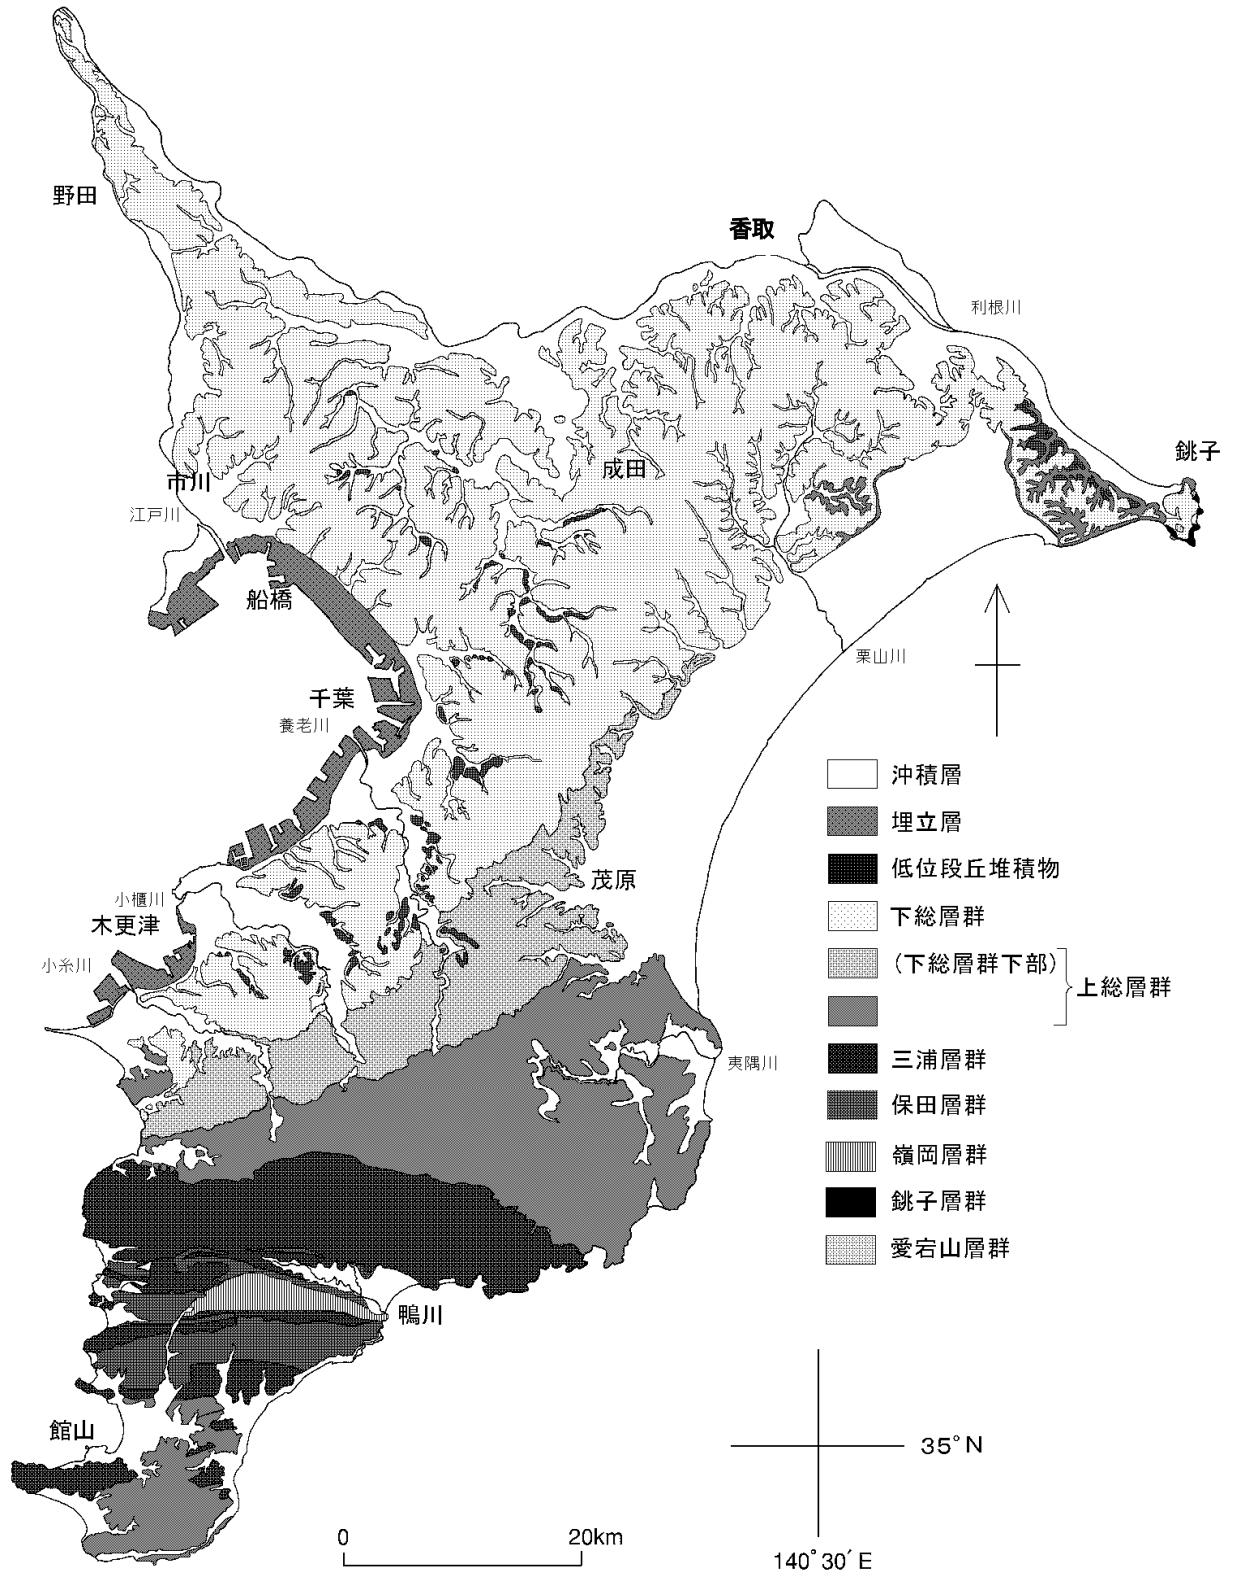 野田
香取
利根川
銚子
成田
市川
江戸川
船橋
栗山川
千葉
養老川
茂原
小櫃川
木更津
小糸川
夷隅川
鴨川
館山
沖積層
埋立層
低位段丘堆積物
下総層群
(下総層群下部)
上総層群
三浦層群
保田層群
嶺岡層群
銚子層群
愛宕山層群
35°N
140°30′E
0 20km